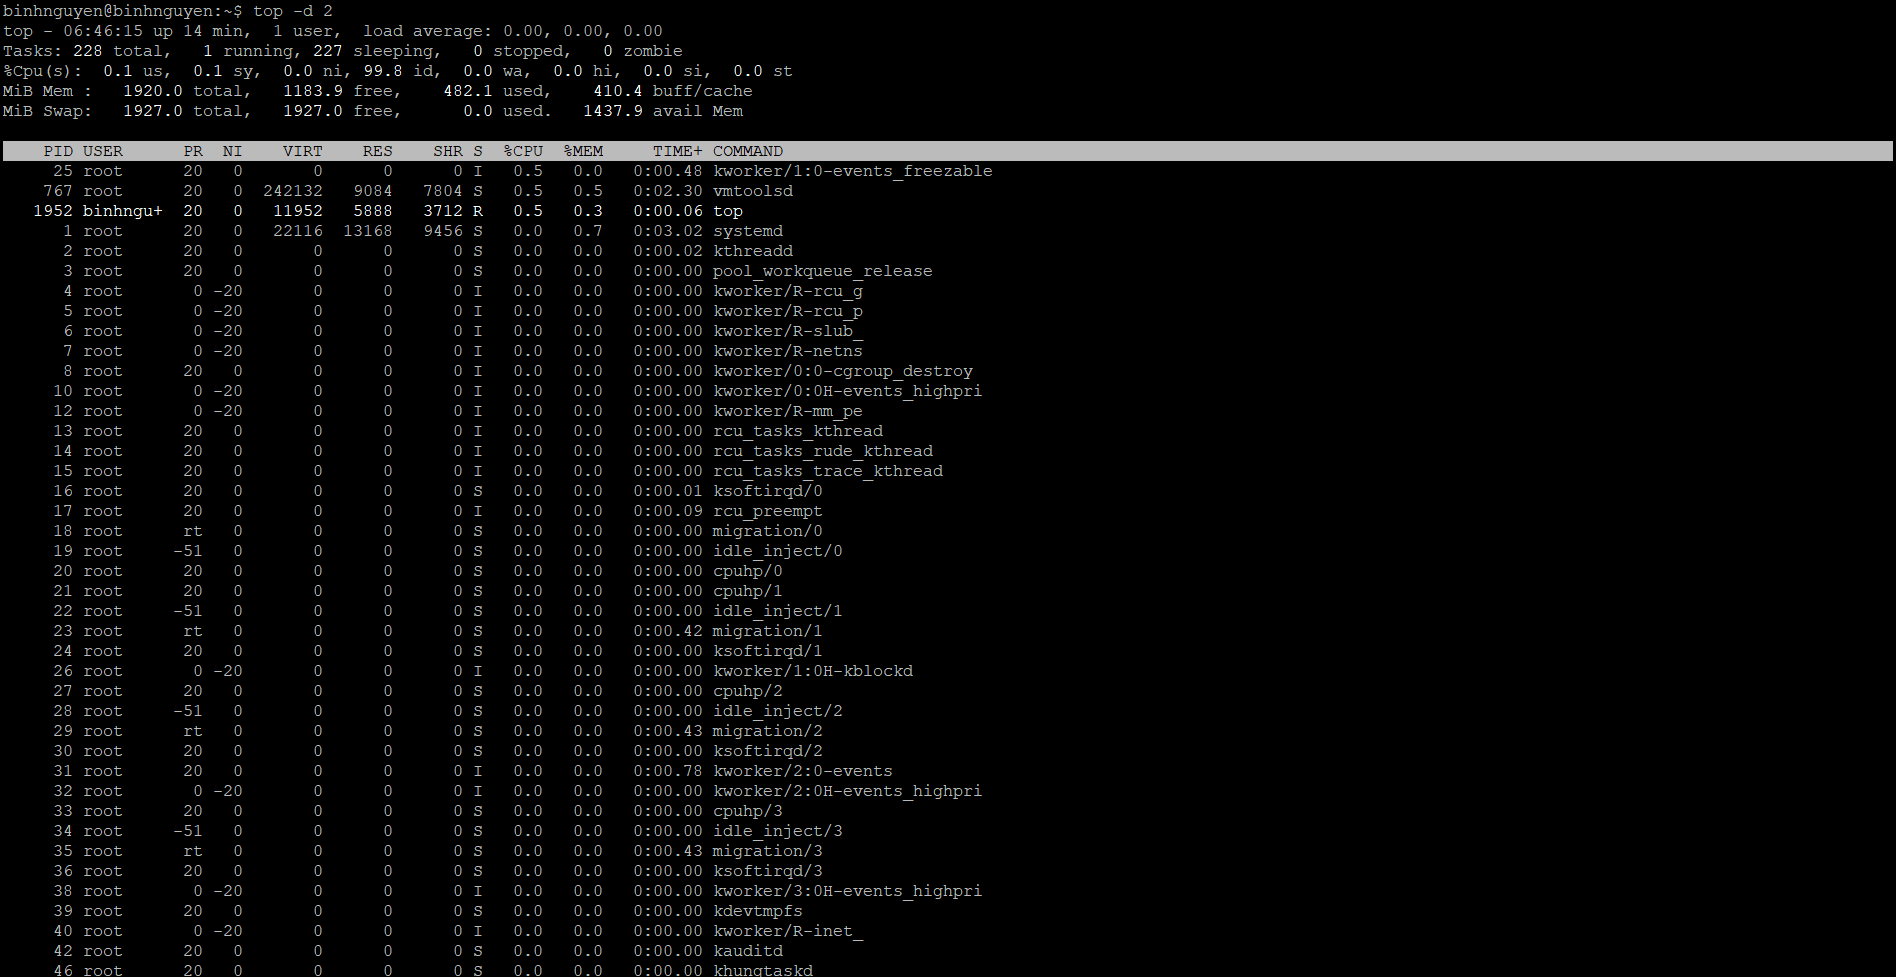 binhnguyen@binhnguyen:~$ top -d 2
top - 06:46:15 up 14 min,  1 user,  load average: 0.00, 0.00, 0.00
Tasks: 228 total,   1 running, 227 sleeping,   0 stopped,   0 zombie
%Cpu(s):  0.1 us,  0.1 sy,  0.0 ni, 99.8 id,  0.0 wa,  0.0 hi,  0.0 si,  0.0 st
MiB Mem :   1920.0 total,   1183.9 free,    482.1 used,    410.4 buff/cache
MiB Swap:   1927.0 total,   1927.0 free,      0.0 used.   1437.9 avail Mem
PID USER      PR  NI    VIRT    RES    SHR S  %CPU  %MEM     TIME+ COMMAND
25 root      20   0       0      0      0 I   0.5   0.0   0:00.48 kworker/1:0-events_freezable
767 root      20   0  242132   9084   7804 S   0.5   0.5   0:02.30 vmtoolsd
1952 binhngu+  20   0   11952   5888   3712 R   0.5   0.3   0:00.06 top
1 root      20   0   22116  13168   9456 S   0.0   0.7   0:03.02 systemd
2 root      20   0       0      0      0 S   0.0   0.0   0:00.02 kthreadd
3 root      20   0       0      0      0 S   0.0   0.0   0:00.00 pool_workqueue_release
4 root       0 -20       0      0      0 I   0.0   0.0   0:00.00 kworker/R-rcu_g
5 root       0 -20       0      0      0 I   0.0   0.0   0:00.00 kworker/R-rcu_p
6 root       0 -20       0      0      0 I   0.0   0.0   0:00.00 kworker/R-slub_
7 root       0 -20       0      0      0 I   0.0   0.0   0:00.00 kworker/R-netns
8 root      20   0       0      0      0 I   0.0   0.0   0:00.00 kworker/0:0-cgroup_destroy
10 root       0 -20       0      0      0 I   0.0   0.0   0:00.00 kworker/0:0H-events_highpri
12 root       0 -20       0      0      0 I   0.0   0.0   0:00.00 kworker/R-mm_pe
13 root      20   0       0      0      0 I   0.0   0.0   0:00.00 rcu_tasks_kthread
14 root      20   0       0      0      0 I   0.0   0.0   0:00.00 rcu_tasks_rude_kthread
15 root      20   0       0      0      0 I   0.0   0.0   0:00.00 rcu_tasks_trace_kthread
16 root      20   0       0      0      0 S   0.0   0.0   0:00.01 ksoftirqd/0
17 root      20   0       0      0      0 I   0.0   0.0   0:00.09 rcu_preempt
18 root      rt   0       0      0      0 S   0.0   0.0   0:00.00 migration/0
19 root     -51   0       0      0      0 S   0.0   0.0   0:00.00 idle_inject/0
20 root      20   0       0      0      0 S   0.0   0.0   0:00.00 cpuhp/0
21 root      20   0       0      0      0 S   0.0   0.0   0:00.00 cpuhp/1
22 root     -51   0       0      0      0 S   0.0   0.0   0:00.00 idle_inject/1
23 root      rt   0       0      0      0 S   0.0   0.0   0:00.42 migration/1
24 root      20   0       0      0      0 S   0.0   0.0   0:00.00 ksoftirqd/1
26 root       0 -20       0      0      0 I   0.0   0.0   0:00.00 kworker/1:0H-kblockd
27 root      20   0       0      0      0 S   0.0   0.0   0:00.00 cpuhp/2
28 root     -51   0       0      0      0 S   0.0   0.0   0:00.00 idle_inject/2
29 root      rt   0       0      0      0 S   0.0   0.0   0:00.43 migration/2
30 root      20   0       0      0      0 S   0.0   0.0   0:00.00 ksoftirqd/2
31 root      20   0       0      0      0 I   0.0   0.0   0:00.78 kworker/2:0-events
32 root       0 -20       0      0      0 I   0.0   0.0   0:00.00 kworker/2:0H-events_highpri
33 root      20   0       0      0      0 S   0.0   0.0   0:00.00 cpuhp/3
34 root     -51   0       0      0      0 S   0.0   0.0   0:00.00 idle_inject/3
35 root      rt   0       0      0      0 S   0.0   0.0   0:00.43 migration/3
36 root      20   0       0      0      0 S   0.0   0.0   0:00.00 ksoftirqd/3
38 root       0 -20       0      0      0 I   0.0   0.0   0:00.00 kworker/3:0H-events_highpri
39 root      20   0       0      0      0 S   0.0   0.0   0:00.00 kdevtmpfs
40 root       0 -20       0      0      0 I   0.0   0.0   0:00.00 kworker/R-inet_
42 root      20   0       0      0      0 S   0.0   0.0   0:00.00 kauditd
46 root      20   0       0      0      0 S   0.0   0.0   0:00.00 khungtaskd